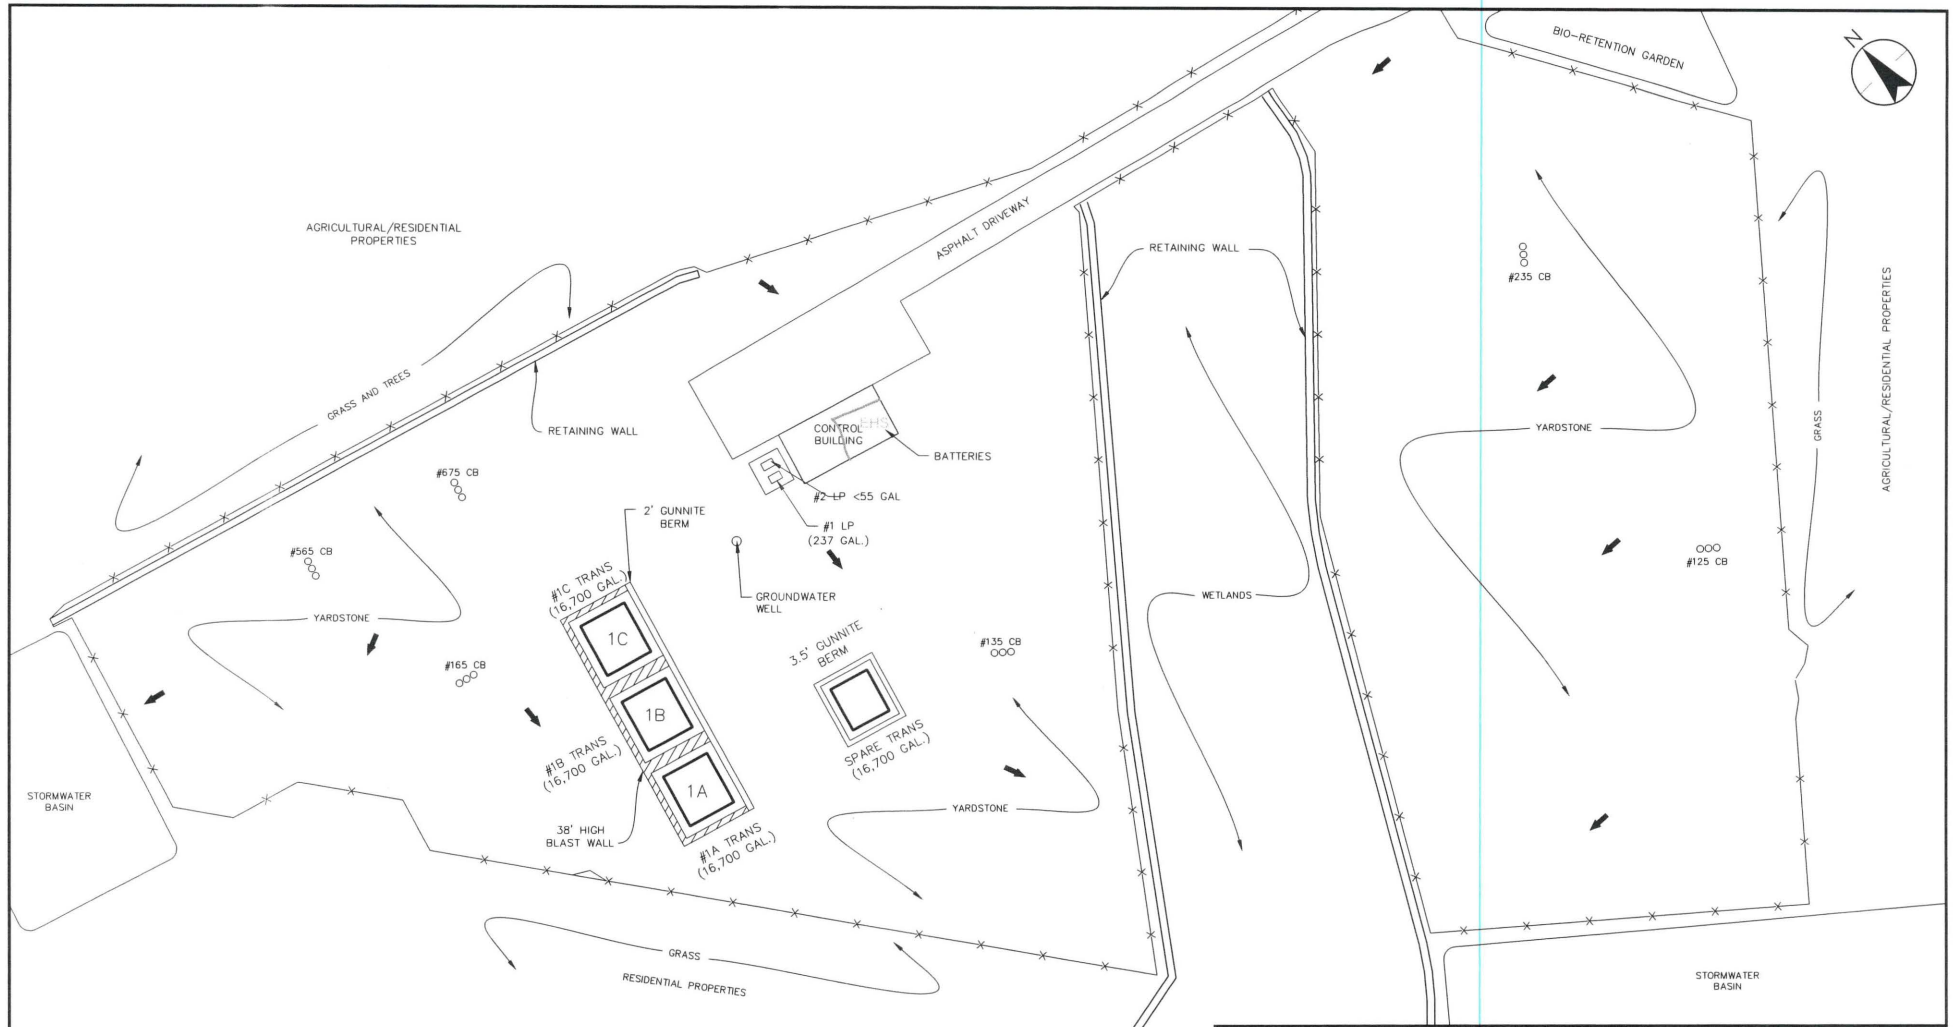 BIO-RETENTION GARDEN
N
AGRICULTURAL/RESIDENTIAL
PROPERTIES
ASPHALT DRIVEWAY
RETAINING WALL
#235 CB
AGRICULTURAL/RESIDENTIAL PROPERTIES
GRASS AND TREES
RETAINING WALL
CONTROL
BUILDING
EHS
BATTERIES
YARDSTONE
GRASS
#675 CB
#2 LP <55 GAL
2' GUNNITE
BERM
#1 LP
(237 GAL.)
#565 CB
#125 CB
#1C TRANS
(16,700 GAL.)
GROUNDWATER
WELL
WETLANDS
YARDSTONE
1C
3.5' GUNNITE
BERM
#135 CB
#165 CB
1B
#1B TRANS
(16,700 GAL.)
SPARE TRANS
(16,700 GAL.)
1A
STORMWATER
BASIN
YARDSTONE
38' HIGH
BLAST WALL
#1A TRANS
(16,700 GAL.)
GRASS
RESIDENTIAL PROPERTIES
STORMWATER
BASIN